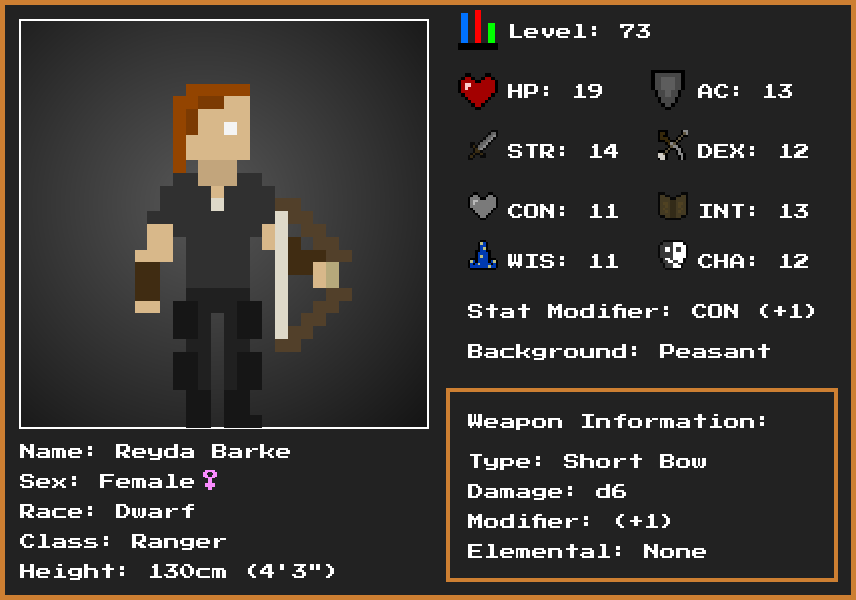 Level: 73
HP: 19
AC: 13
STR: 14
DEX: 12
CON: 11
INT: 13
WIS: 11
CHA: 12
Stat Modifier: CON (+1)
Background: Peasant
Name: Reyda Barke
Sex: Female♀
Race: Dwarf
Class: Ranger
Height: 130cm (4'3")
Weapon Information:
Type: Short Bow
Damage: d6
Modifier: (+1)
Elemental: None